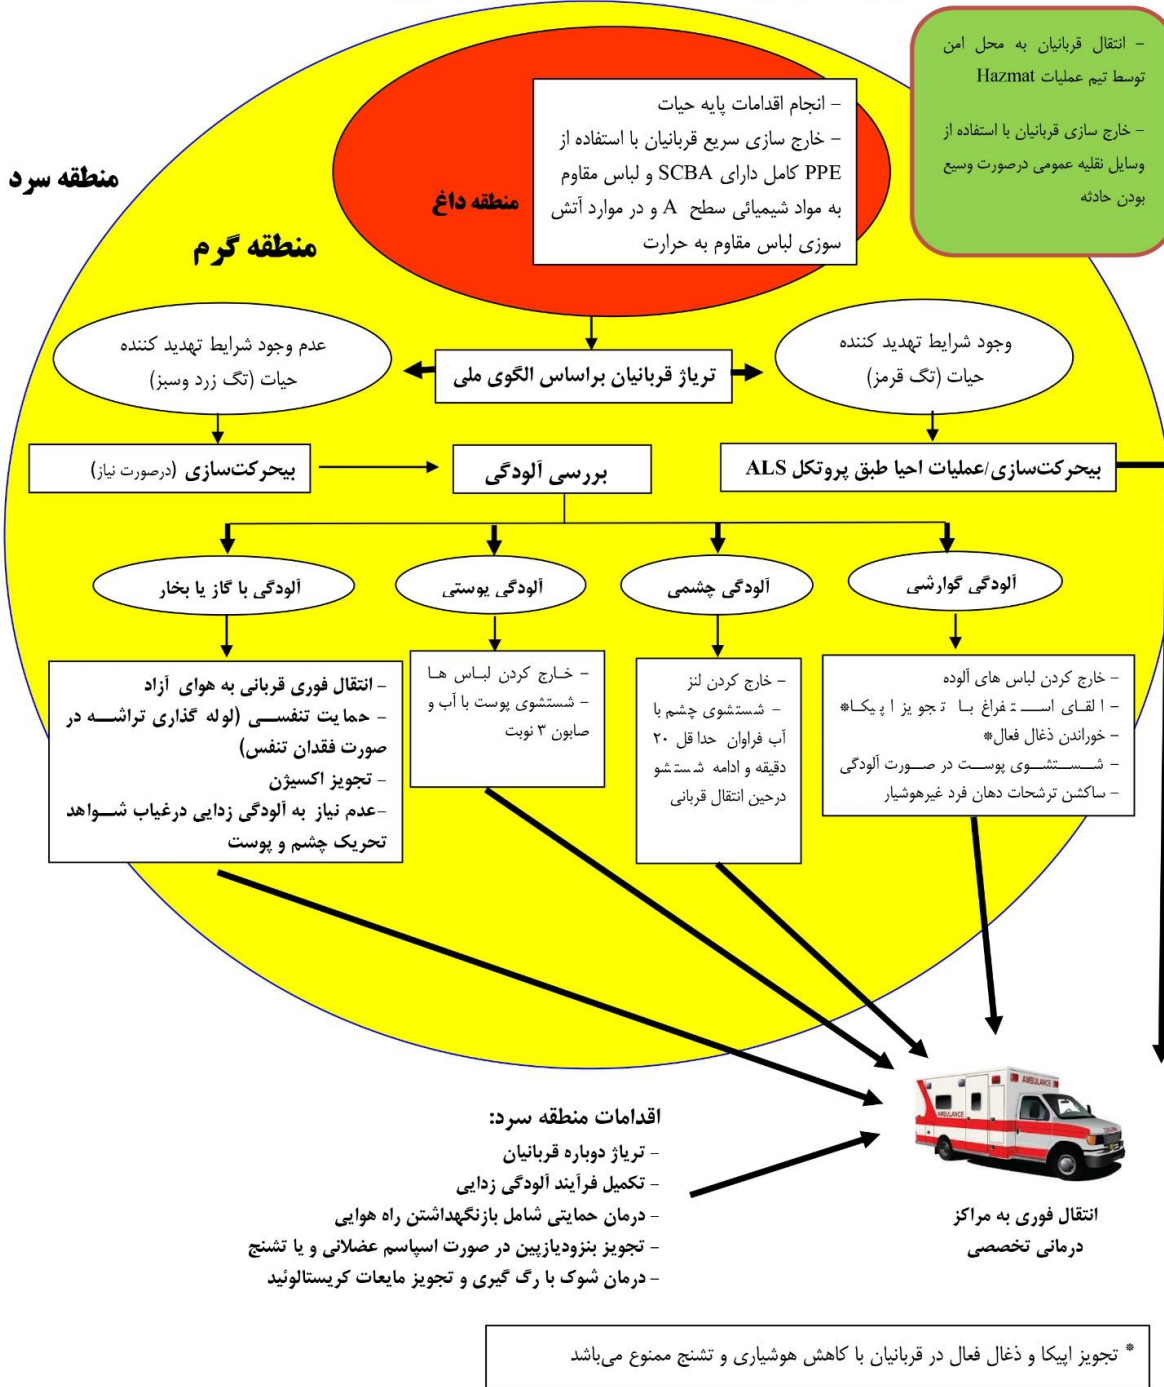 - انتقال قربانیان به محل امن
توسط تیم عملیات Hazmat
- خارج سازی قربانیان با استفاده از
وسایل نقلیه عمومی درصورت وسیع
بودن حادثه
- انجام اقدامات پایه حیات
- خارج سازی سریع قربانیان با استفاده از
PPE کامل دارای SCBA و لباس مقاوم
به مواد شیمیائی سطح A و در موارد آتش
سوزی لباس مقاوم به حرارت
منطقه داغ
منطقه سرد
منطقه گرم
وجود شرایط تهدید کننده
حیات (تگ قرمز)
تریاژ قربانیان براساس الگوی ملی
عدم وجود شرایط تهدید کننده
حیات (تگ زرد وسبز)
بیحرکت‌سازی/عملیات احیا طبق پروتکل ALS
بررسی آلودگی
بیحرکت‌سازی (درصورت نیاز)
آلودگی گوارشی
آلودگی چشمی
آلودگی پوستی
آلودگی با گاز یا بخار
- خارج کردن لباس های آلوده
- القای استفراغ با تجویز اپیکا*
- خوراندن ذغال فعال*
- شستشوی پوست در صورت آلودگی
- ساکشن ترشحات دهان فرد غیرهوشیار
- خارج کردن لنز
- شستشوی چشم با
آب فراوان حداقل ۲۰
دقیقه و ادامه شستشو
درحین انتقال قربانی
- خارج کردن لباس ها
- شستشوی پوست با آب و
صابون ۳ نوبت
- انتقال فوری قربانی به هوای آزاد
- حمایت تنفسی (لوله گذاری تراشه در
صورت فقدان تنفس)
- تجویز اکسیژن
-عدم نیاز به آلودگی زدایی درغیاب شواهد
تحریک چشم و پوست
AMBULANCE
AMBULANCE
انتقال فوری به مراکز
درمانی تخصصی
اقدامات منطقه سرد:
- تریاژ دوباره قربانیان
- تکمیل فرآیند آلودگی زدایی
- درمان حمایتی شامل بازنگهداشتن راه هوایی
- تجویز بنزودیازپین در صورت اسپاسم عضلانی و یا تشنج
- درمان شوک با رگ گیری و تجویز مایعات کریستالوئید
* تجویز اپیکا و ذغال فعال در قربانیان با کاهش هوشیاری و تشنج ممنوع می‌باشد